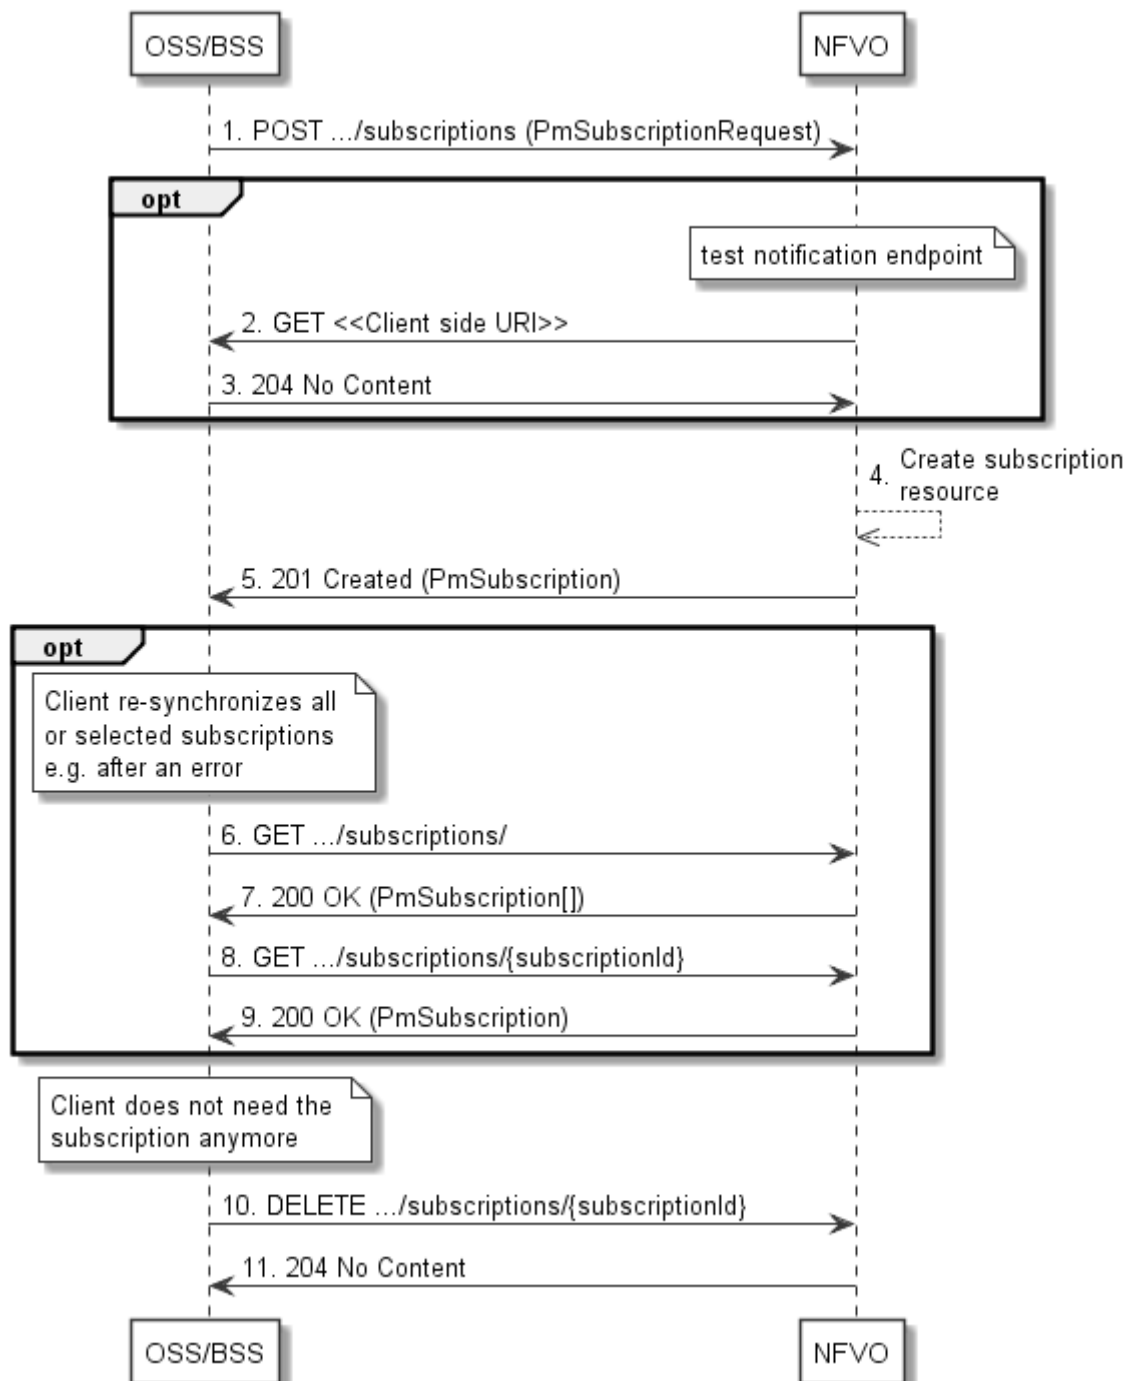 OSS/BSS
NFVO
1. POST .../subscriptions (PmSubscriptionRequest)
opt
test notification endpoint
2. GET <<Client side URI>>
3. 204 No Content
4. Create subscription
resource
5. 201 Created (PmSubscription)
opt
Client re-synchronizes all
or selected subscriptions
e.g. after an error
6. GET .../subscriptions/
7. 200 OK (PmSubscription[])
8. GET .../subscriptions/{subscriptionId}
9. 200 OK (PmSubscription)
Client does not need the
subscription anymore
10. DELETE .../subscriptions/{subscriptionId}
11. 204 No Content
OSS/BSS
NFVO